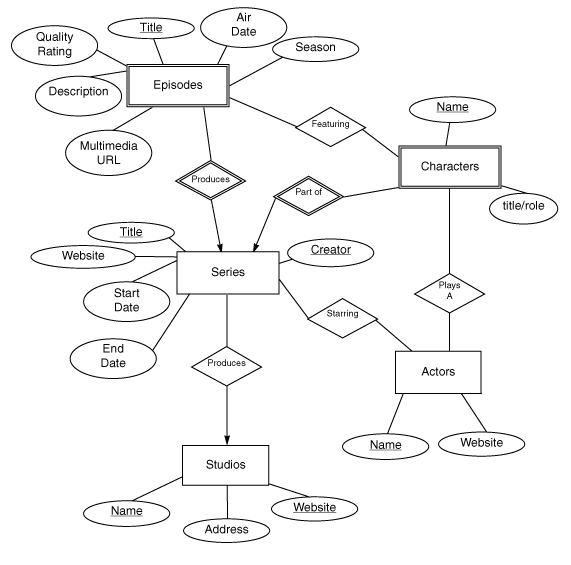 Quality
Rating
Title
Air
Date
Season
Episodes
Description
Multimedia
URL
Featuring
Name
Characters
title/role
Produces
Part of
Title
Website
Start
Date
End
Date
Series
Creator
Plays
A
Starring
Produces
Actors
Name
Website
Studios
Name
Address
Website